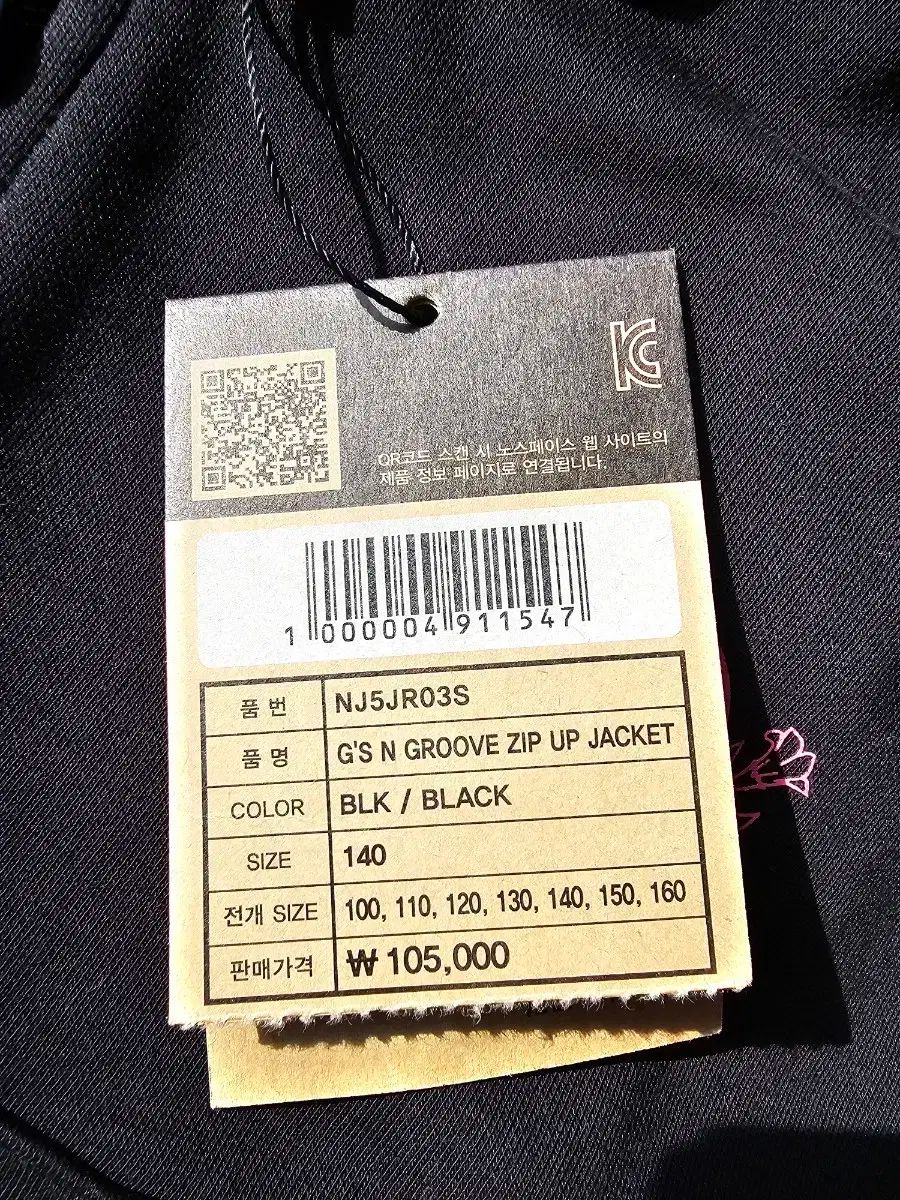 KC
QR코드 스캔 시 노스페이스 웹 사이트의
제품 정보 페이지로 연결됩니다.
1 000004 911547
품 번 NJ5JR03S
품 명 G'S N GROOVE ZIP UP JACKET
COLOR BLK / BLACK
SIZE 140
전개 SIZE 100, 110, 120, 130, 140, 150, 160
판매가격 ₩ 105,000